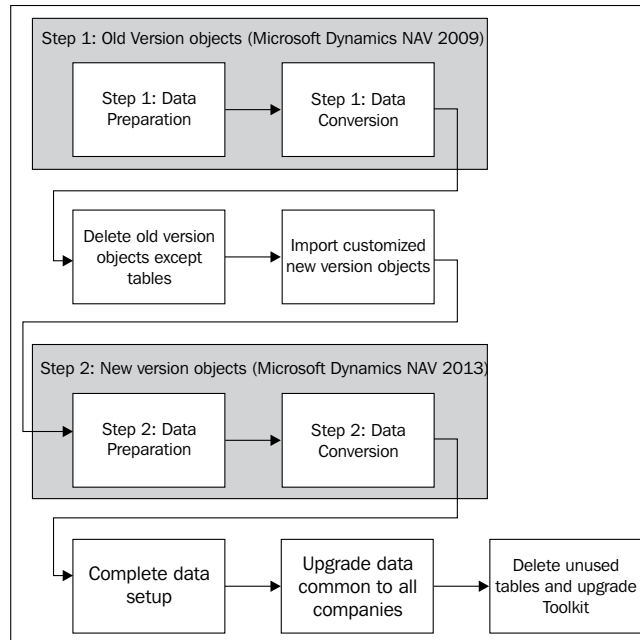 Step 1: Old Version objects (Microsoft Dynamics NAV 2009)
Step 1: Data
Preparation
Step 1: Data
Conversion
Delete old version
objects except
tables
Import customized
new version objects
Step 2: New version objects (Microsoft Dynamics NAV 2013)
Step 2: Data
Preparation
Step 2: Data
Conversion
Complete data
setup
Upgrade data
common to all
companies
Delete unused
tables and upgrade
Toolkit